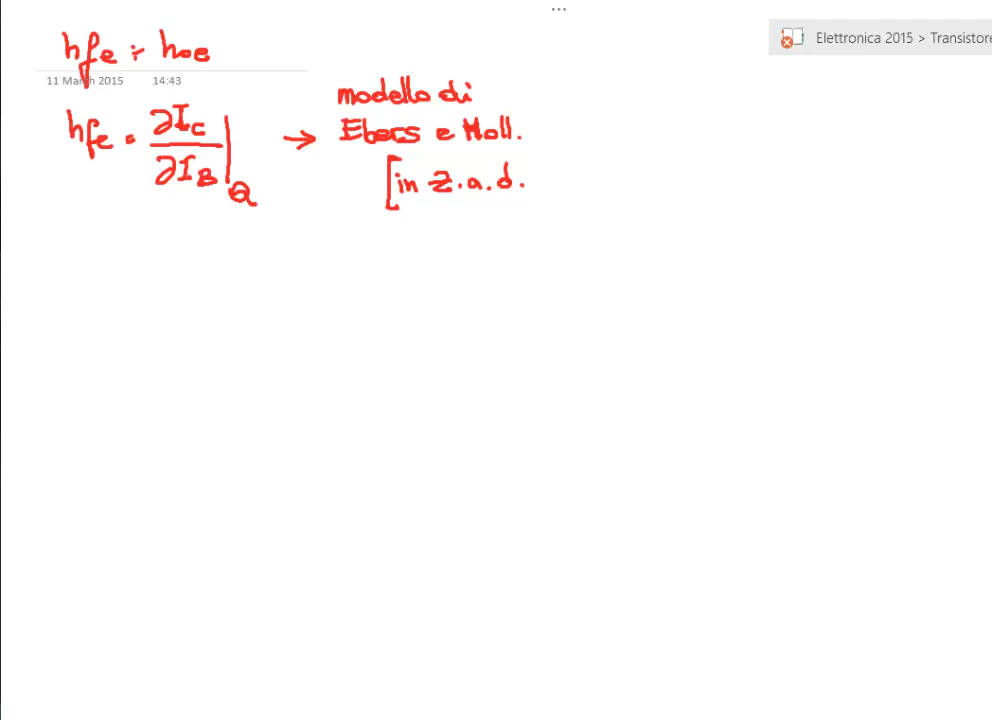 ...
Elettronica 2015 > Transistore
hfe ÷ hoe
11 March 2015 14:43
hfe = ∂Ic / ∂IB |Q → modello di
Ebers e Moll.
[in z.a.d.